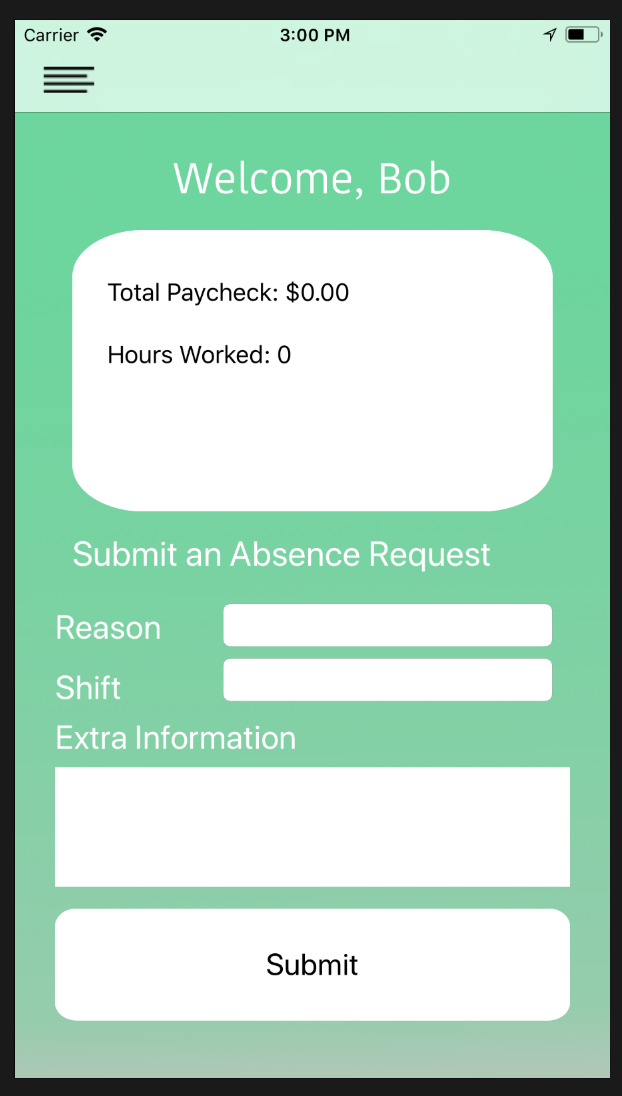 Carrier 3:00 PM
Welcome, Bob
Total Paycheck: $0.00
Hours Worked: 0
Submit an Absence Request
Reason
Shift
Extra Information
Submit